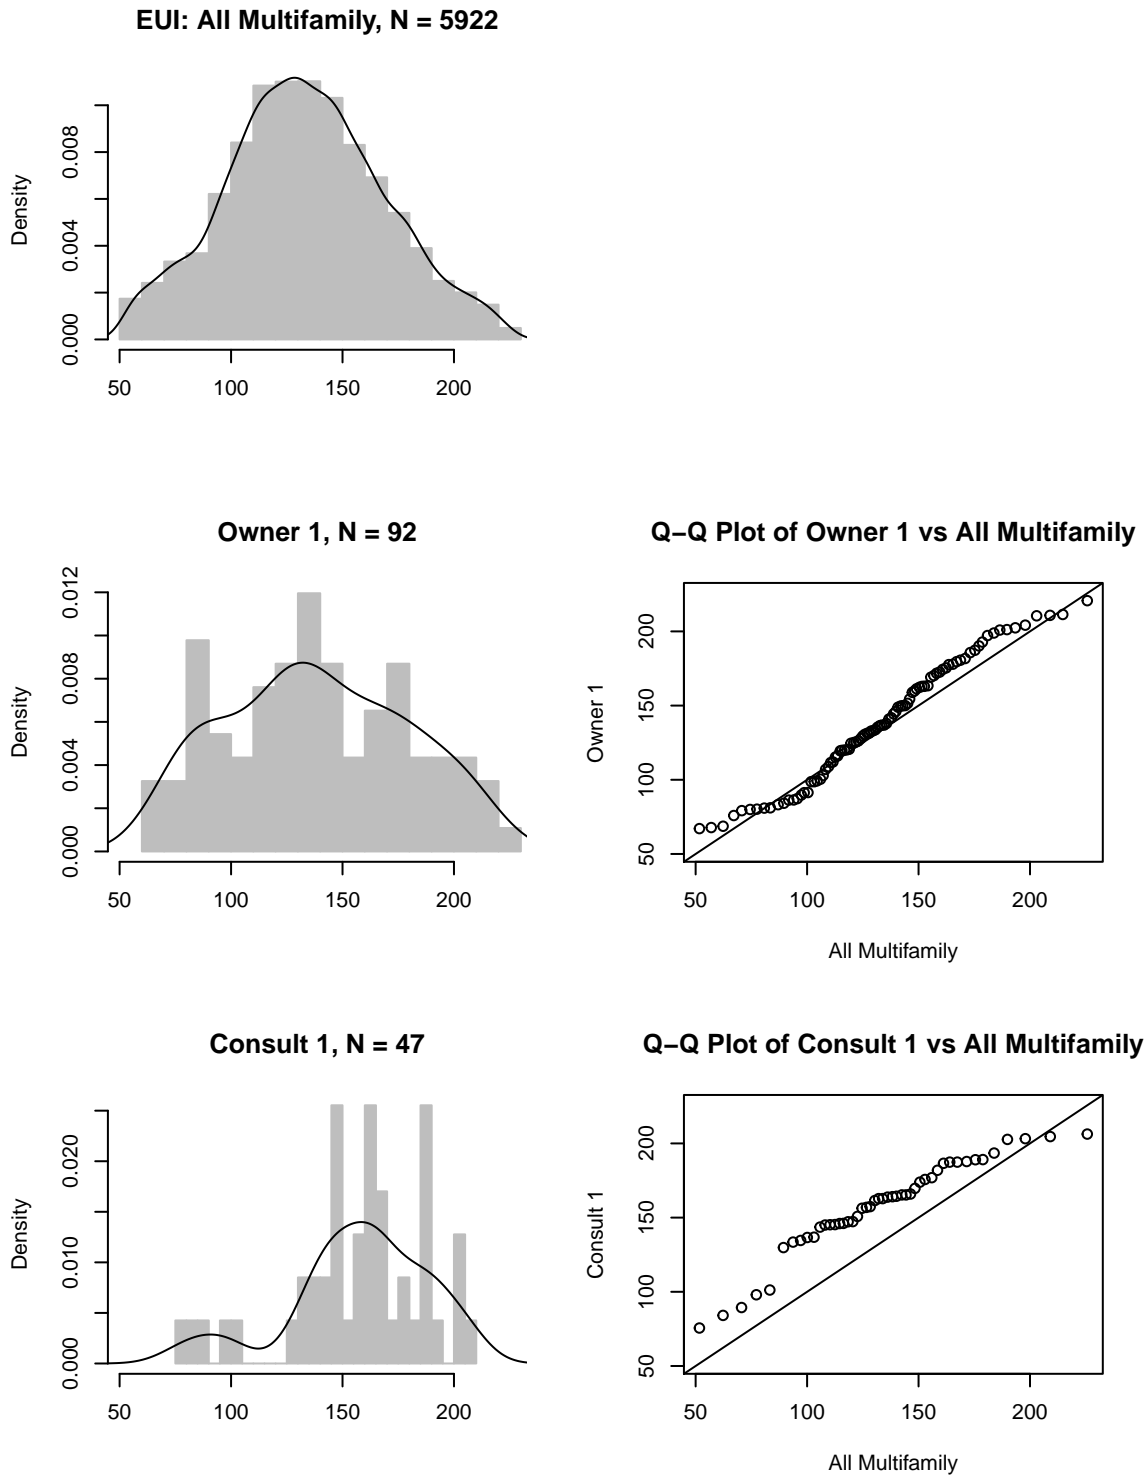 EUI: All Multifamily, N = 5922
Density
0.000 0.004 0.008
50 100 150 200
Owner 1, N = 92
Density
0.000 0.004 0.008 0.012
50 100 150 200
Q−Q Plot of Owner 1 vs All Multifamily
Owner 1
50 100 150 200
50 100 150 200
All Multifamily
Consult 1, N = 47
Density
0.000 0.010 0.020
50 100 150 200
Q−Q Plot of Consult 1 vs All Multifamily
Consult 1
50 100 150 200
50 100 150 200
All Multifamily